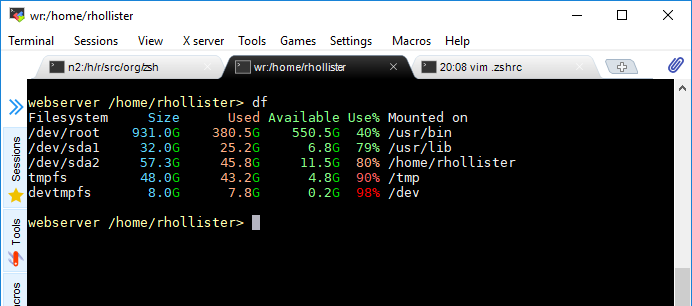 wr:/home/rhollister
Terminal Sessions View X server Tools Games Settings Macros Help
n2:/h/r/src/org/zsh wr:/home/rhollister 20:08 vim .zshrc
webserver /home/rhollister> df
Filesystem Size Used Available Use% Mounted on
/dev/root 931.0G 380.5G 550.5G 40% /usr/bin
/dev/sda1 32.0G 25.2G 6.8G 79% /usr/lib
/dev/sda2 57.3G 45.8G 11.5G 80% /home/rhollister
tmpfs 48.0G 43.2G 4.8G 90% /tmp
devtmpfs 8.0G 7.8G 0.2G 98% /dev
webserver /home/rhollister>
Sessions
Tools
acros